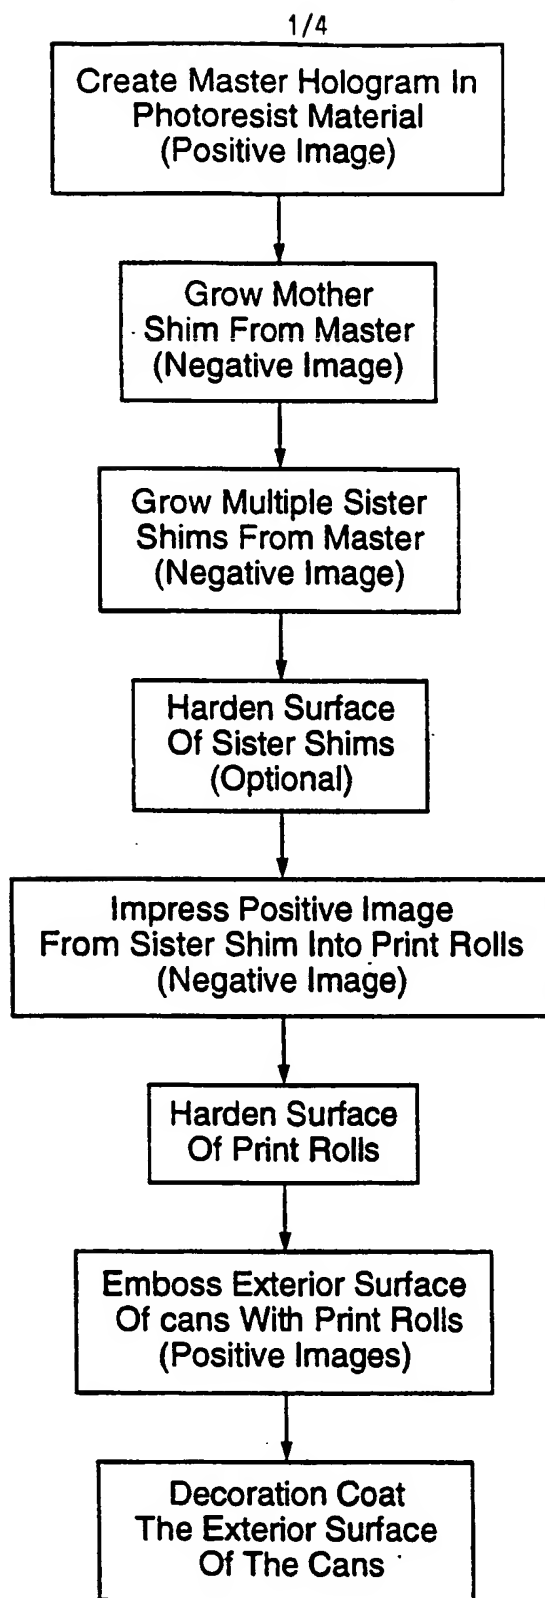 1/4
Create Master Hologram In
Photoresist Material
(Positive Image)
Grow Mother
Shim From Master
(Negative Image)
Grow Multiple Sister
Shims From Master
(Negative Image)
Harden Surface
Of Sister Shims
(Optional)
Impress Positive Image
From Sister Shim Into Print Rolls
(Negative Image)
Harden Surface
Of Print Rolls
Emboss Exterior Surface
Of cans With Print Rolls
(Positive Images)
Decoration Coat
The Exterior Surface
Of The Cans